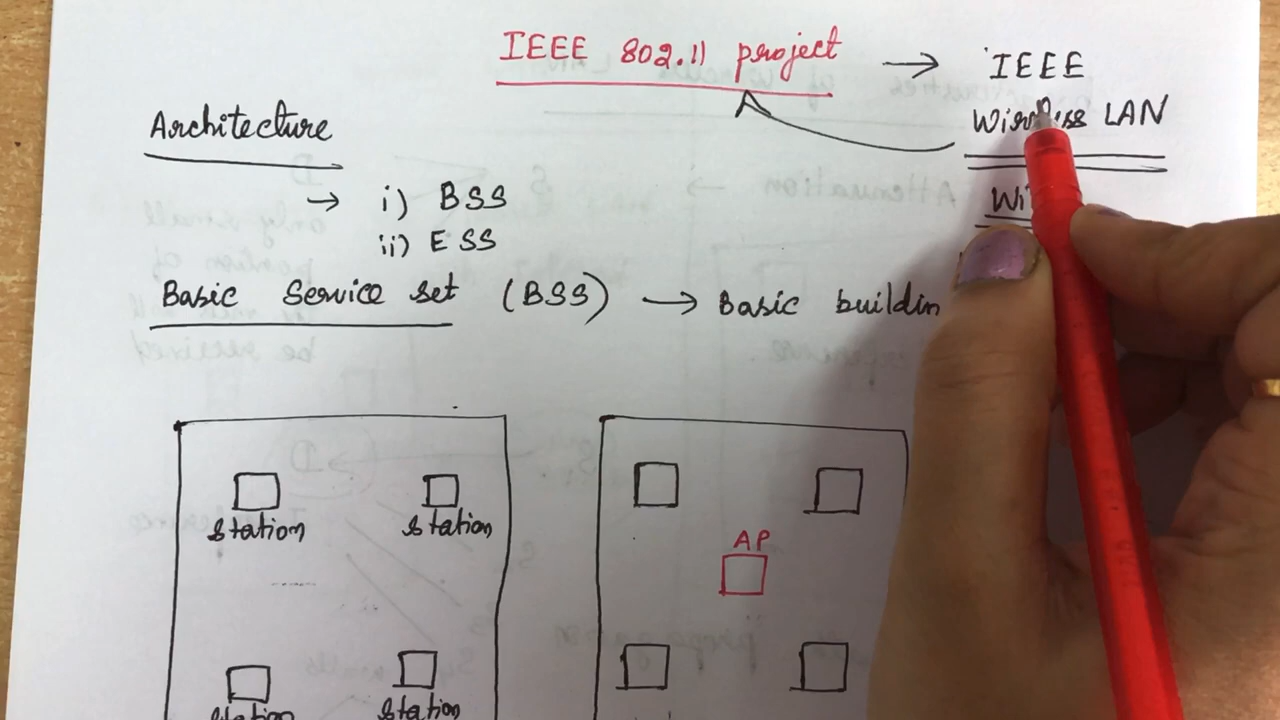 IEEE 802.11 project → IEEE
Wireless LAN
Architecture
→ i) BSS
ii) ESS
Basic Service set (BSS) → Basic
station station
AP
station station